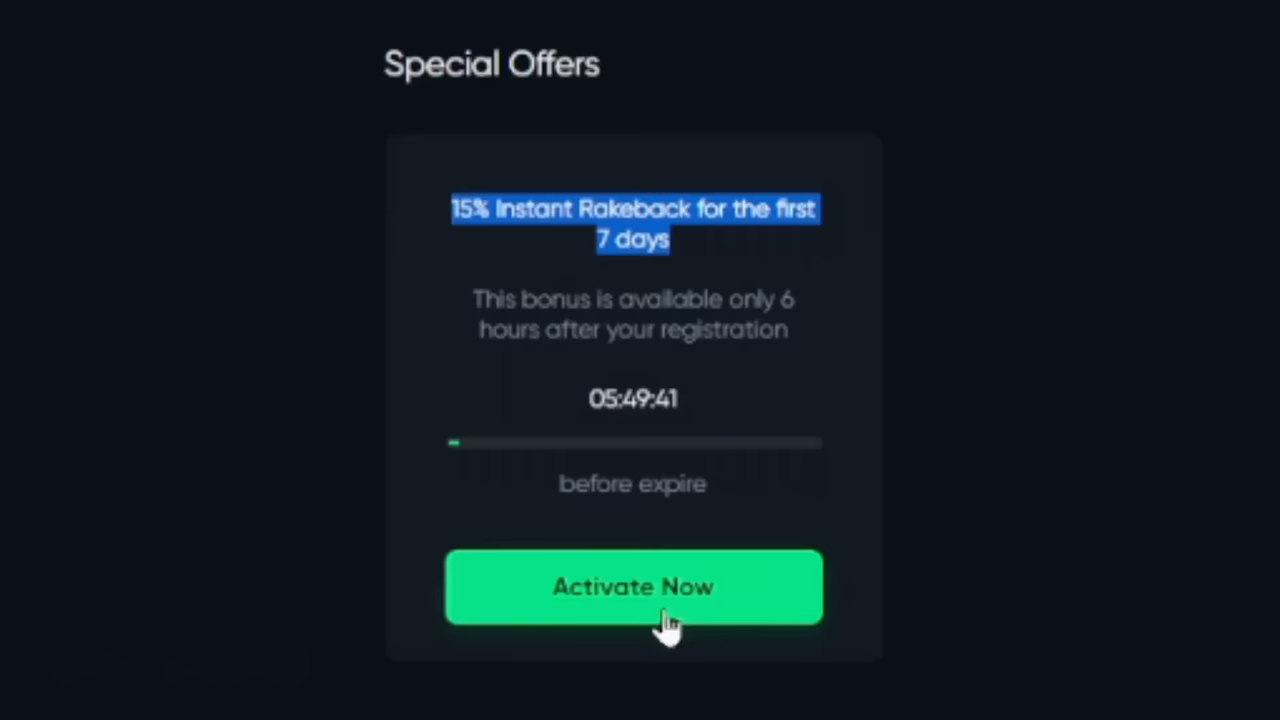 Special Offers
15% Instant Rakeback for the first
7 days
This bonus is available only 6
hours after your registration
05:49:41
before expire
Activate Now